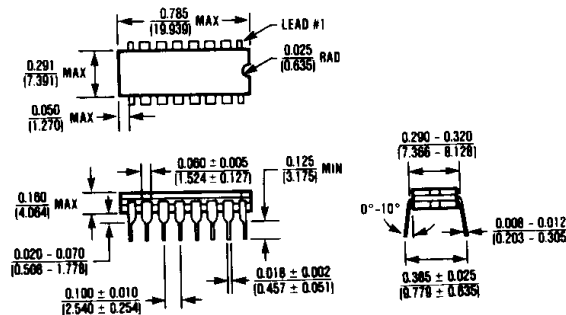 0.785
(19.939) MAX
LEAD #1
0.291
(7.391) MAX
0.025
(0.635) RAD
0.050
(1.270) MAX
0.290 - 0.320
(7.366 - 8.128)
0.060 ± 0.005
(1.524 ± 0.127)
0.125
(3.175) MIN
0.160
(4.064) MAX
0°-10°
0.008 - 0.012
(0.203 - 0.305)
0.020 - 0.070
(0.508 - 1.778)
0.018 ± 0.002
(0.457 ± 0.051)
0.385 ± 0.025
(9.779 ± 0.635)
0.100 ± 0.010
(2.540 ± 0.254)